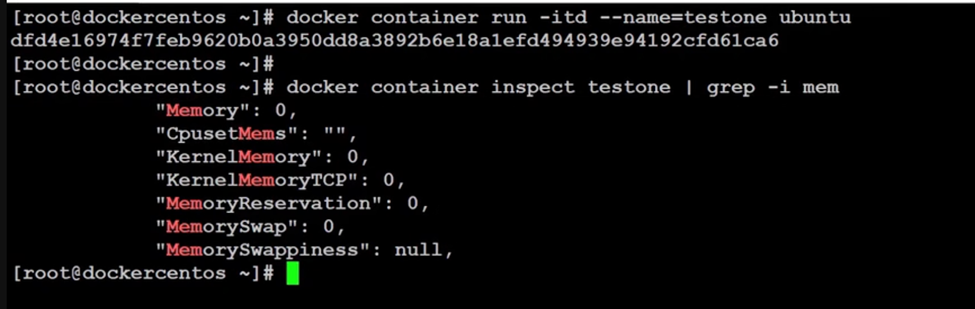 [root@dockercentos ~]# docker container run -itd --name=testone ubuntu
dfd4e16974f7feb9620b0a3950dd8a3892b6e18a1efd494939e94192cfd61ca6
[root@dockercentos ~]#
[root@dockercentos ~]# docker container inspect testone | grep -i mem
"Memory": 0,
"CpusetMems": "",
"KernelMemory": 0,
"KernelMemoryTCP": 0,
"MemoryReservation": 0,
"MemorySwap": 0,
"MemorySwappiness": null,
[root@dockercentos ~]#